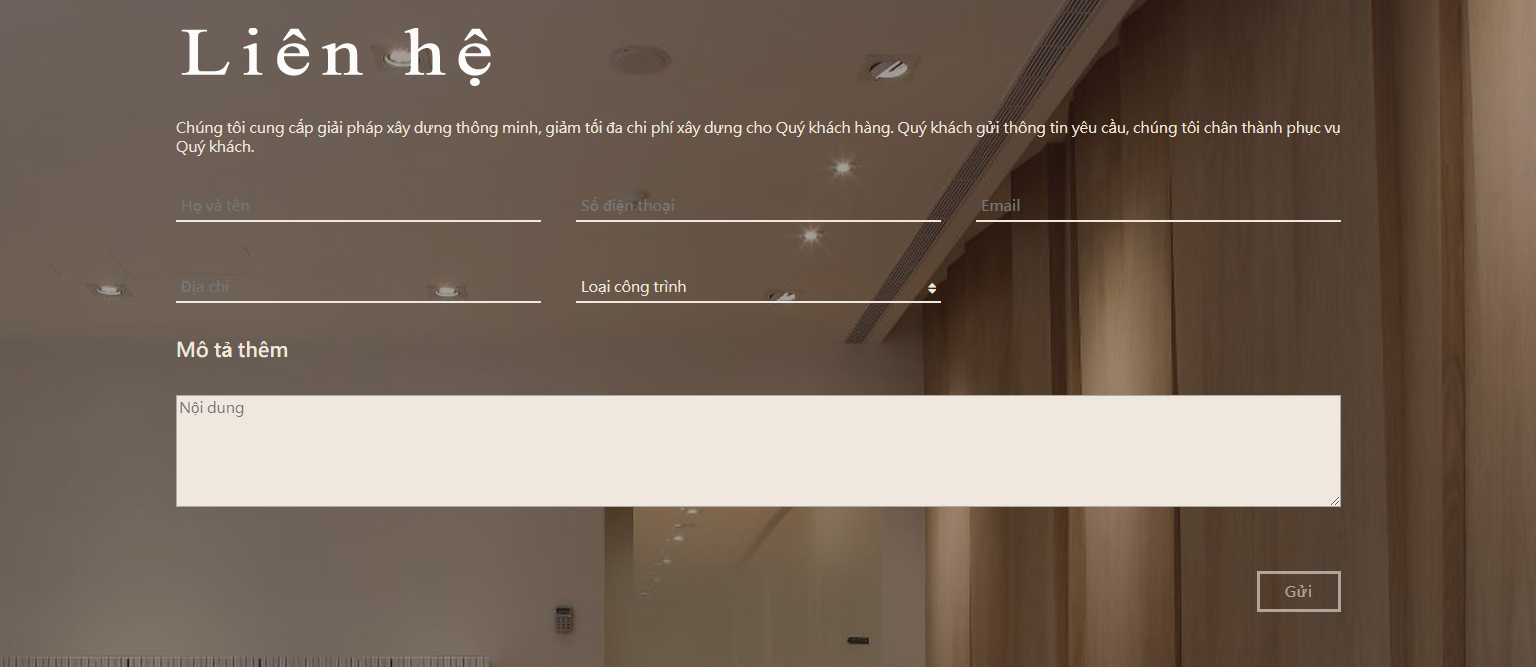 Liên hệ
Chúng tôi cung cấp giải pháp xây dựng thông minh, giảm tối đa chi phí xây dựng cho Quý khách hàng. Quý khách gửi thông tin yêu cầu, chúng tôi chân thành phục vụ
Quý khách.
Họ và tên
Số điện thoại
Email
Địa chỉ
Loại công trình
Mô tả thêm
Nội dung
Gửi